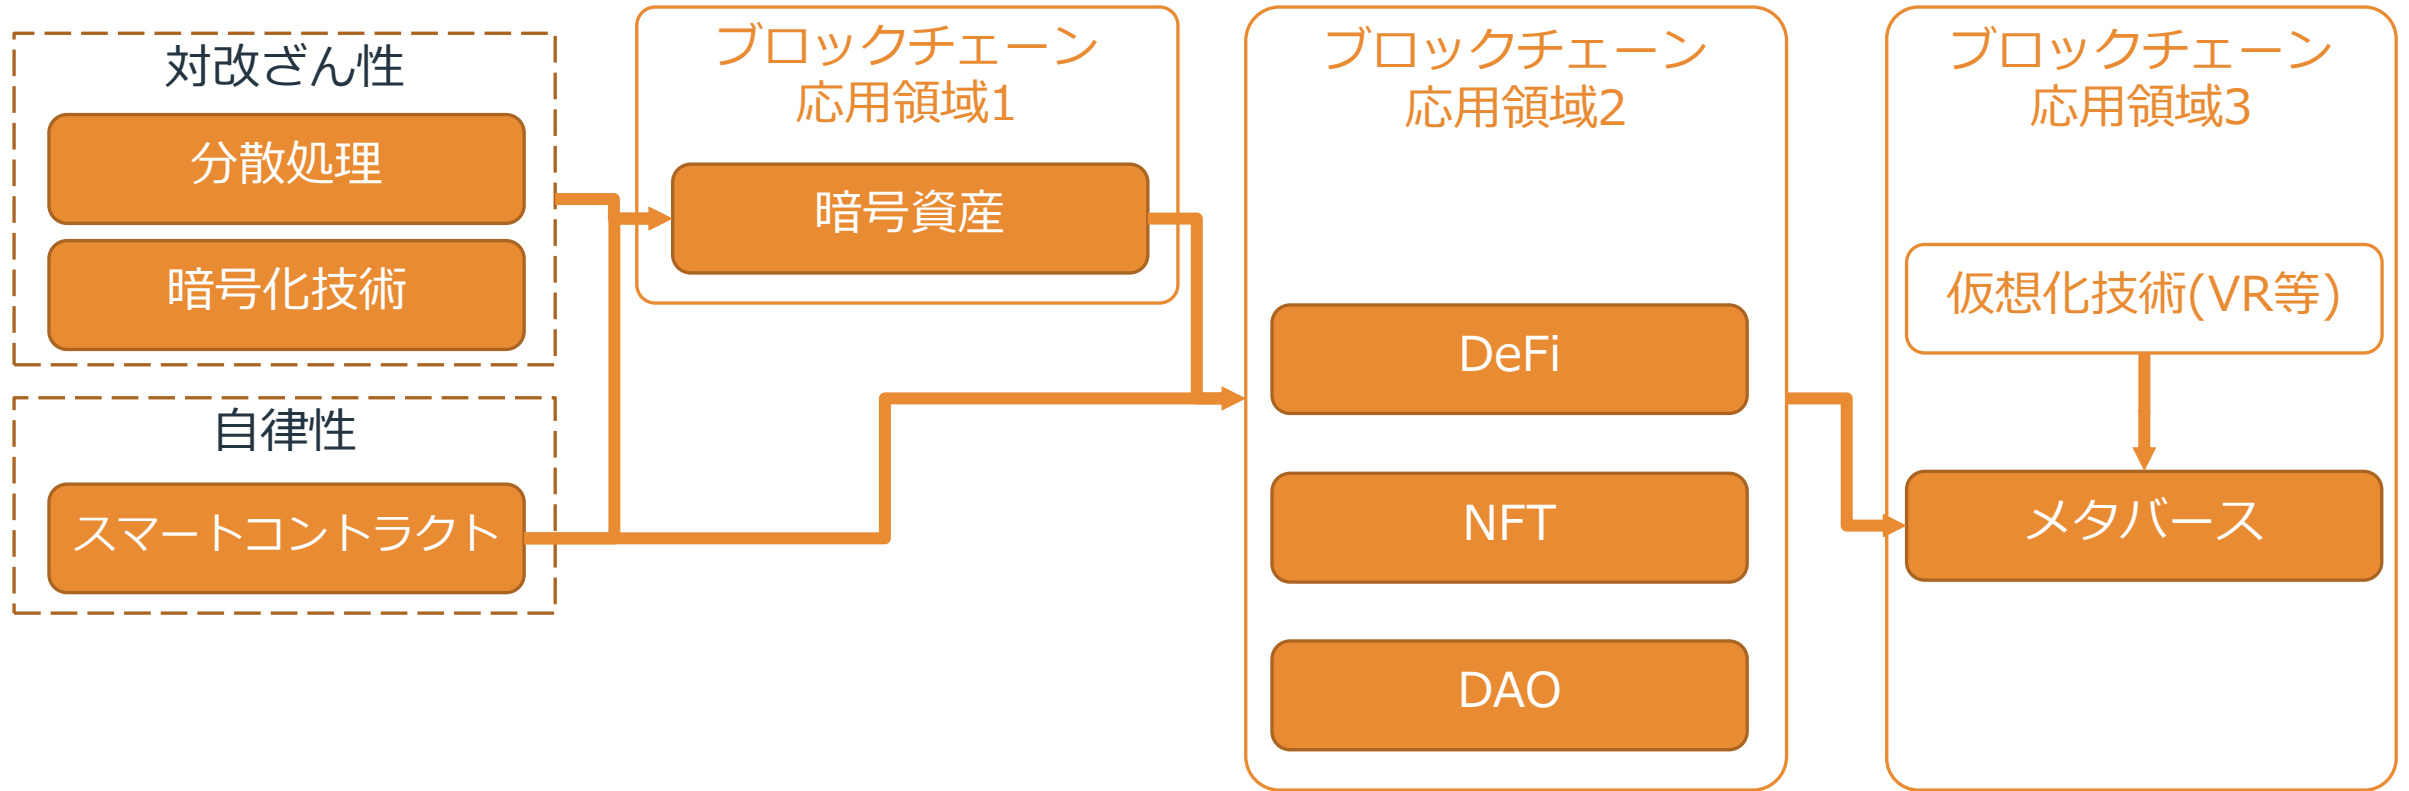 対改ざん性
分散処理
暗号化技術
自律性
スマートコントラクト
ブロックチェーン
応用領域1
暗号資産
ブロックチェーン
応用領域2
DeFi
NFT
DAO
ブロックチェーン
応用領域3
仮想化技術(VR等)
メタバース